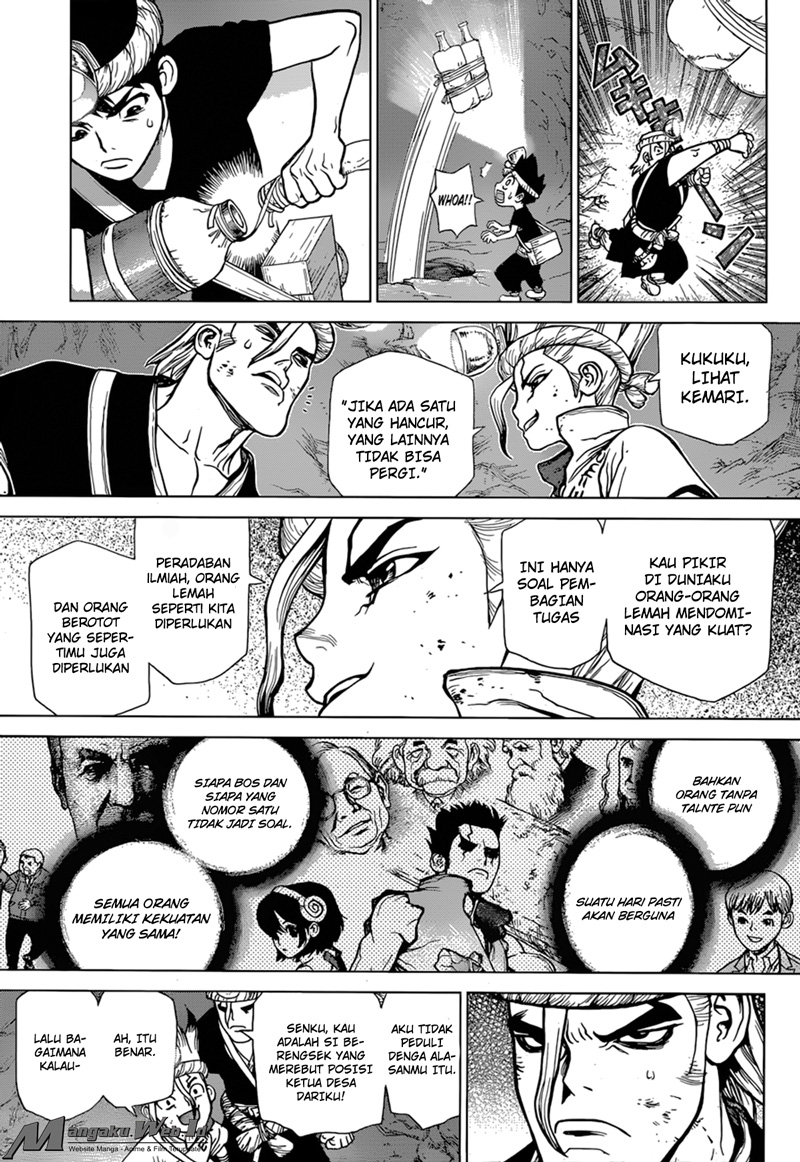 WHOA!!
KUKUKU,
LIHAT
KEMARI.
"JIKA ADA SATU
YANG HANCUR,
YANG LAINNYA
TIDAK BISA
PERGI."
KAU PIKIR
DI DUNIAKU
ORANG-ORANG
LEMAH MENDOMI-
NASI YANG KUAT?
INI HANYA
SOAL PEM-
BAGIAN
TUGAS
PERADABAN
ILMIAH, ORANG
LEMAH
SEPERTI KITA
DIPERLUKAN
DAN ORANG
BEROTOT
YANG SEPER-
TIMU JUGA
DIPERLUKAN
BAHKAN
ORANG TANPA
TALNTE PUN
SUATU HARI PASTI
AKAN BERGUNA
SIAPA BOS DAN
SIAPA YANG
NOMOR SATU
TIDAK JADI SOAL.
SEMUA ORANG
MEMILIKI KEKUATAN
YANG SAMA!
AKU TIDAK
PEDULI
DENGA ALA-
SANMU ITU.
SENKU, KAU
ADALAH SI BE-
RENGSEK YANG
MEREBUT POSISI
KETUA DESA
DARIKU!
AH, ITU
BENAR.
LALU BA-
GAIMANA
KALAU-
Mangaku.Web.Id
Website Manga - Anime & Film Terupdate